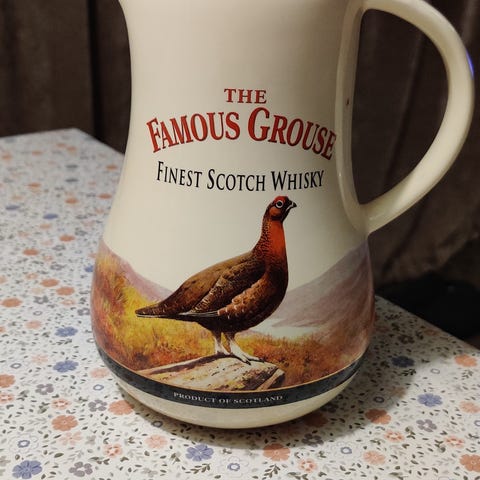 THE
FAMOUS GROUSE
FINEST SCOTCH WHISKY
PRODUCT OF SCOTLAND